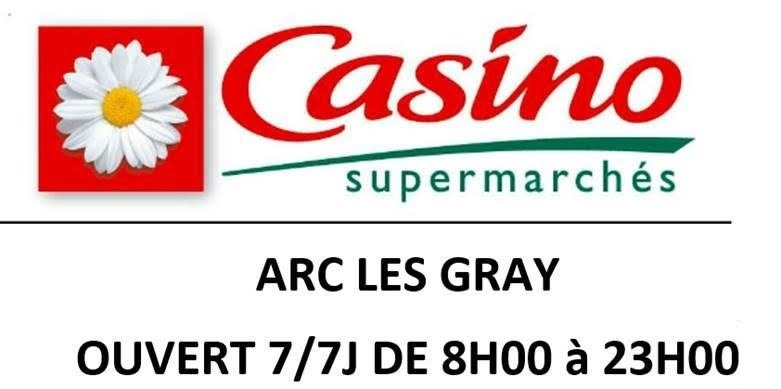 Casino
supermarchés
ARC LES GRAY
OUVERT 7/7J DE 8H00 à 23H00